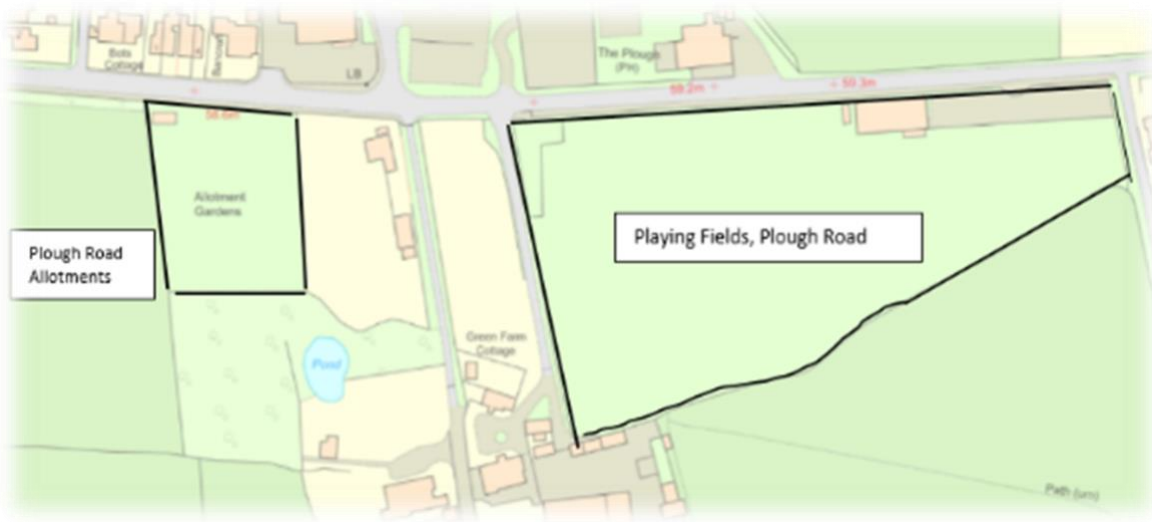 Bols
Cottage
LB
The Plough
(PH)
59.2m
59.3m
58.6m
Allotment
Gardens
Plough Road
Allotments
Playing Fields, Plough Road
Green Farm
Cottage
Pond
Path (um)